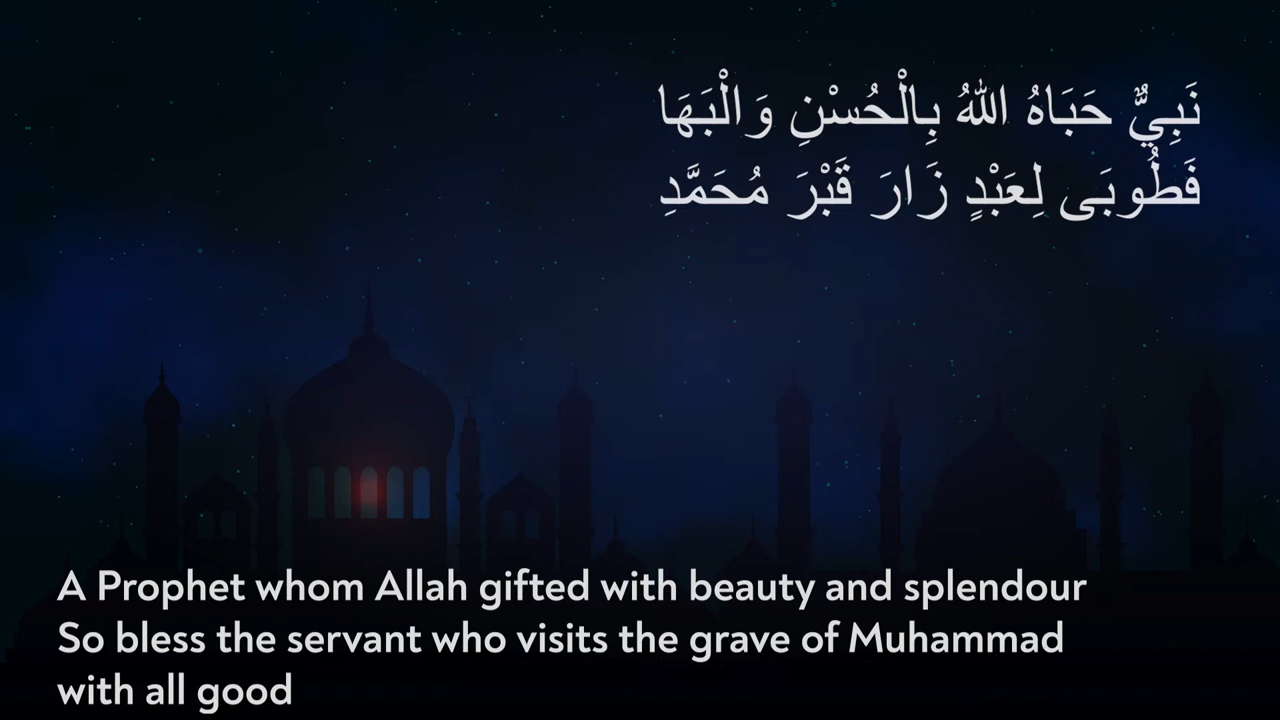 نَبِيٌّ حَبَاهُ اللهُ بِالْحُسْنِ وَالْبَهَا
فَطُوبَى لِعَبْدٍ زَارَ قَبْرَ مُحَمَّدِ
A Prophet whom Allah gifted with beauty and splendour
So bless the servant who visits the grave of Muhammad
with all good